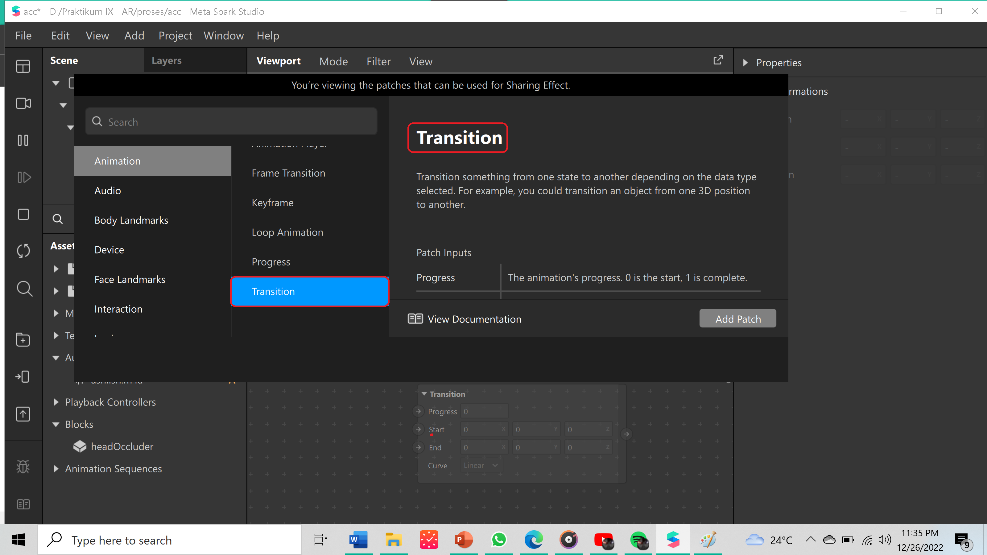 acc* - D:/Praktikum IX - AR/proses/acc - Meta Spark Studio
File Edit View Add Project Window Help
Scene Layers Viewport Mode Filter View Properties
You're viewing the patches that can be used for Sharing Effect.
Search
Animation
Audio
Body Landmarks
Device
Face Landmarks
Interaction
Frame Transition
Keyframe
Loop Animation
Progress
Transition
Transition
Transition something from one state to another depending on the data type
selected. For example, you could transition an object from one 3D position
to another.
Patch Inputs
Progress The animation's progress. 0 is the start, 1 is complete.
View Documentation Add Patch
Playback Controllers
Blocks
headOccluder
Animation Sequences
Transition
Progress 0
Start 0 0 0
End 0 0 0
Curve Linear
Type here to search
24°C
11:35 PM
12/26/2022
9